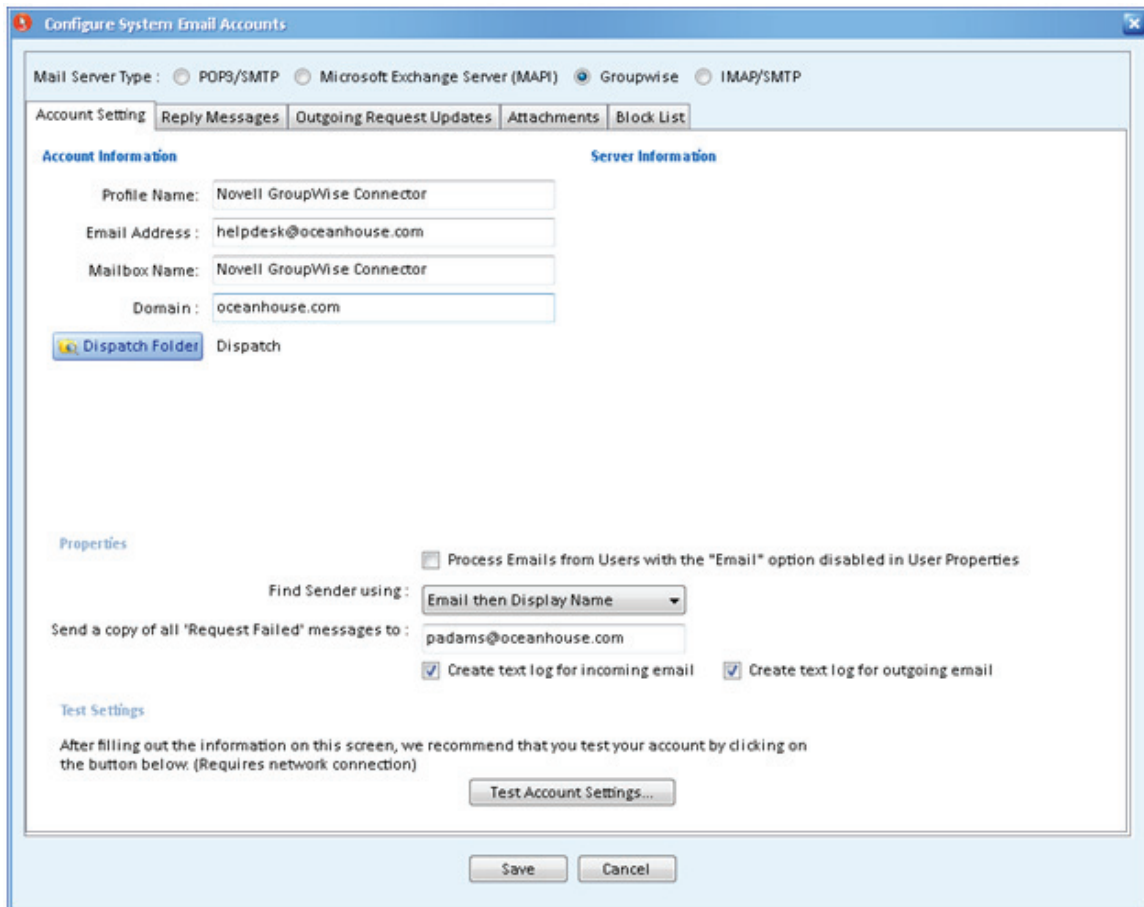 Configure System Email Accounts
Mail Server Type : POP3/SMTP Microsoft Exchange Server (MAPI) Groupwise IMAP/SMTP
Account Setting Reply Messages Outgoing Request Updates Attachments Block List
Account Information Server Information
Profile Name: Novell GroupWise Connector
Email Address : helpdesk@oceanhouse.com
Mailbox Name: Novell GroupWise Connector
Domain : oceanhouse.com
Dispatch Folder Dispatch
Properties
Process Emails from Users with the "Email" option disabled in User Properties
Find Sender using : Email then Display Name
Send a copy of all 'Request Failed' messages to : padams@oceanhouse.com
Create text log for incoming email Create text log for outgoing email
Test Settings
After filling out the information on this screen, we recommend that you test your account by clicking on
the button below. (Requires network connection)
Test Account Settings...
Save Cancel